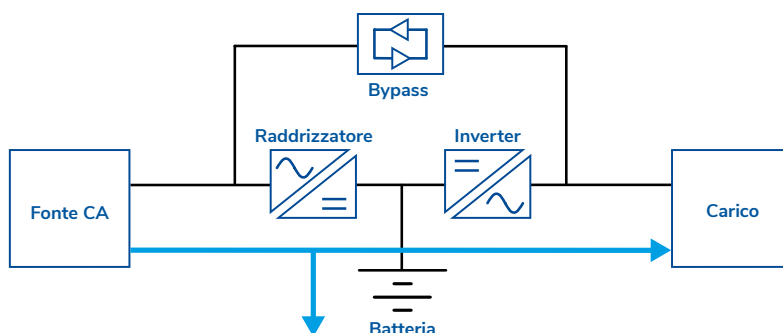 Bypass
Raddrizzatore
Inverter
Fonte CA
Carico
Batteria